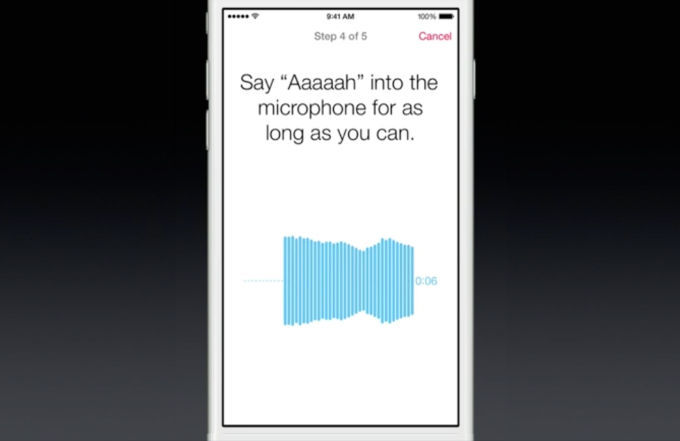 9:41 AM 100%
Step 4 of 5 Cancel
Say “Aaaaah” into the
microphone for as
long as you can.
0:06